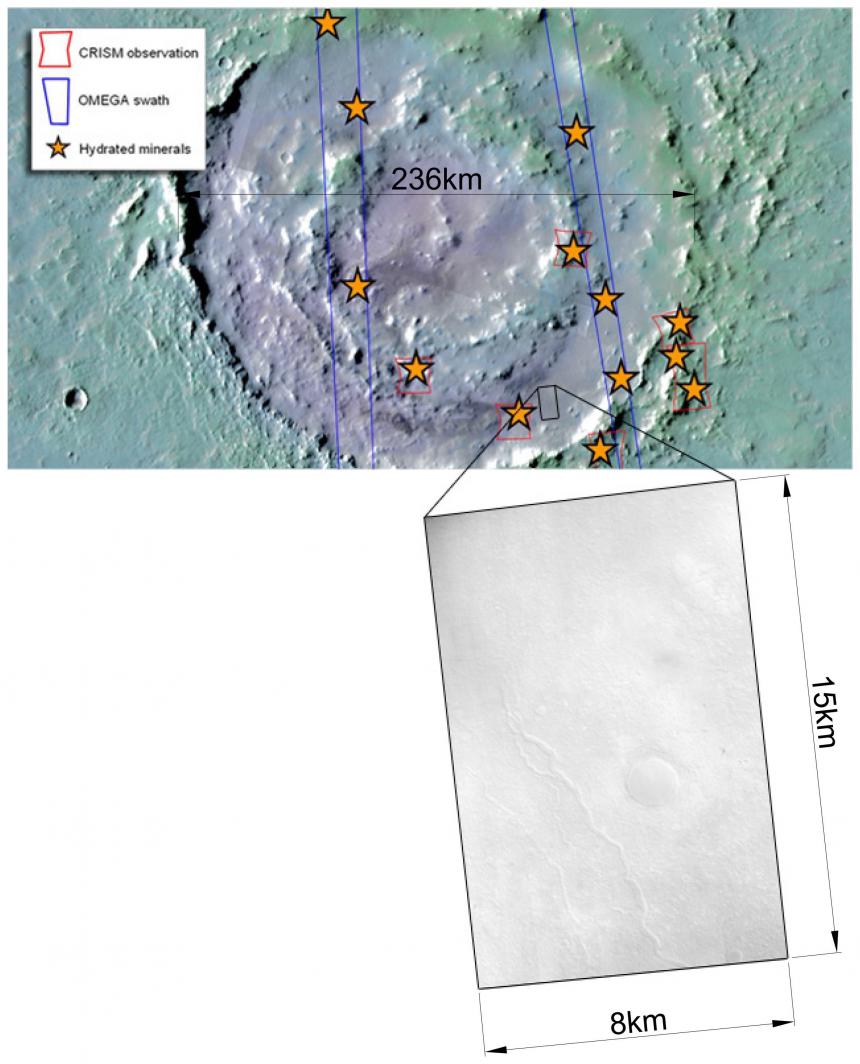 CRISM observation
OMEGA swath
Hydrated minerals
236km
15km
8km